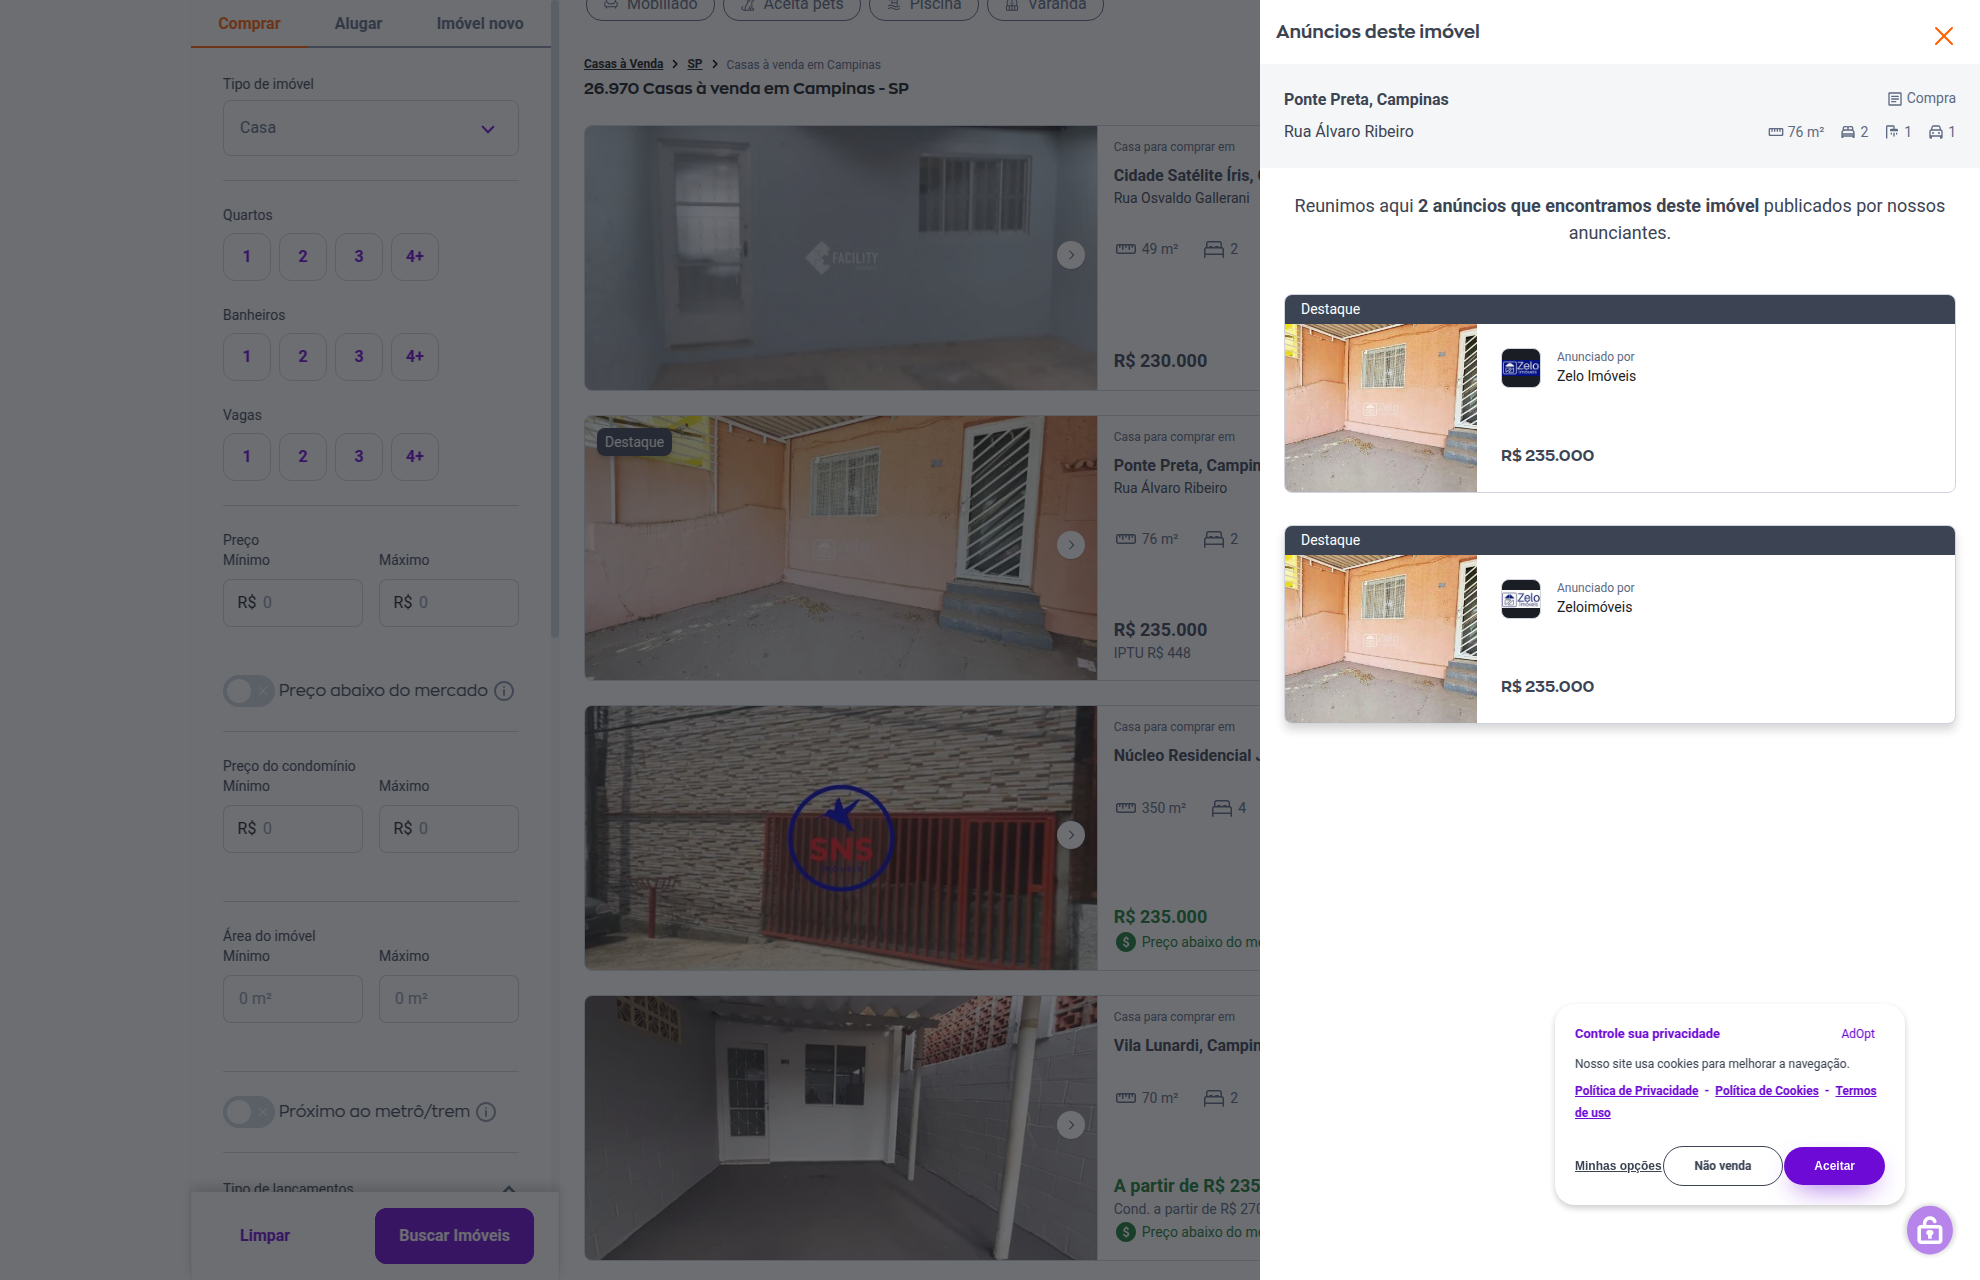 Comprar
Alugar
Imóvel novo
Tipo de imóvel
Casa
Quartos
1
2
3
4+
Banheiros
1
2
3
4+
Vagas
1
2
3
4+
Preço
Mínimo
Máximo
R$ 0
R$ 0
Preço abaixo do mercado
Preço do condomínio
Mínimo
Máximo
R$ 0
R$ 0
Área do imóvel
Mínimo
Máximo
0 m²
0 m²
Próximo ao metrô/trem
Tipo de lançamentos
Limpar
Buscar Imóveis
Mobiliado
Aceita pets
Piscina
Varanda
Casas à Venda
SP
Casas à venda em Campinas
26.970 Casas à venda em Campinas - SP
FACILITY
Casa para comprar em
Cidade Satélite Íris,
Rua Osvaldo Gallerani
49 m²
2
R$ 230.000
Destaque
Casa para comprar em
Ponte Preta, Campin
Rua Álvaro Ribeiro
76 m²
2
R$ 235.000
IPTU R$ 448
SNS
Casa para comprar em
Núcleo Residencial
350 m²
4
R$ 235.000
Preço abaixo do m
Casa para comprar em
Vila Lunardi, Campin
70 m²
2
A partir de R$ 235
Cond. a partir de R$ 270
Preço abaixo do m
Anúncios deste imóvel
Ponte Preta, Campinas
Compra
Rua Álvaro Ribeiro
76 m²
2
1
1
Reunimos aqui 2 anúncios que encontramos deste imóvel publicados por nossos
anunciantes.
Destaque
Zelo
Anunciado por
Zelo Imóveis
R$ 235.000
Destaque
Zelo
Anunciado por
Zeloimóveis
R$ 235.000
Controle sua privacidade
AdOpt
Nosso site usa cookies para melhorar a navegação.
Política de Privacidade - Política de Cookies - Termos
de uso
Minhas opções
Não venda
Aceitar